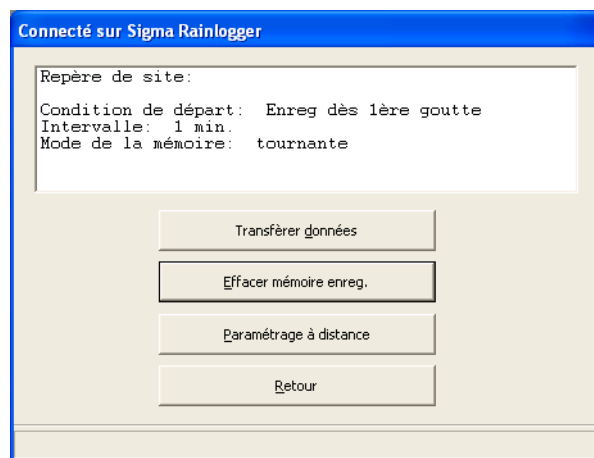 Connecté sur Sigma Rainlogger
Repère de site:
Condition de départ:  Enreg dès 1ère goutte
Intervalle:  1 min.
Mode de la mémoire:  tournante
Transfèrer données
Effacer mémoire enreg.
Paramétrage à distance
Retour